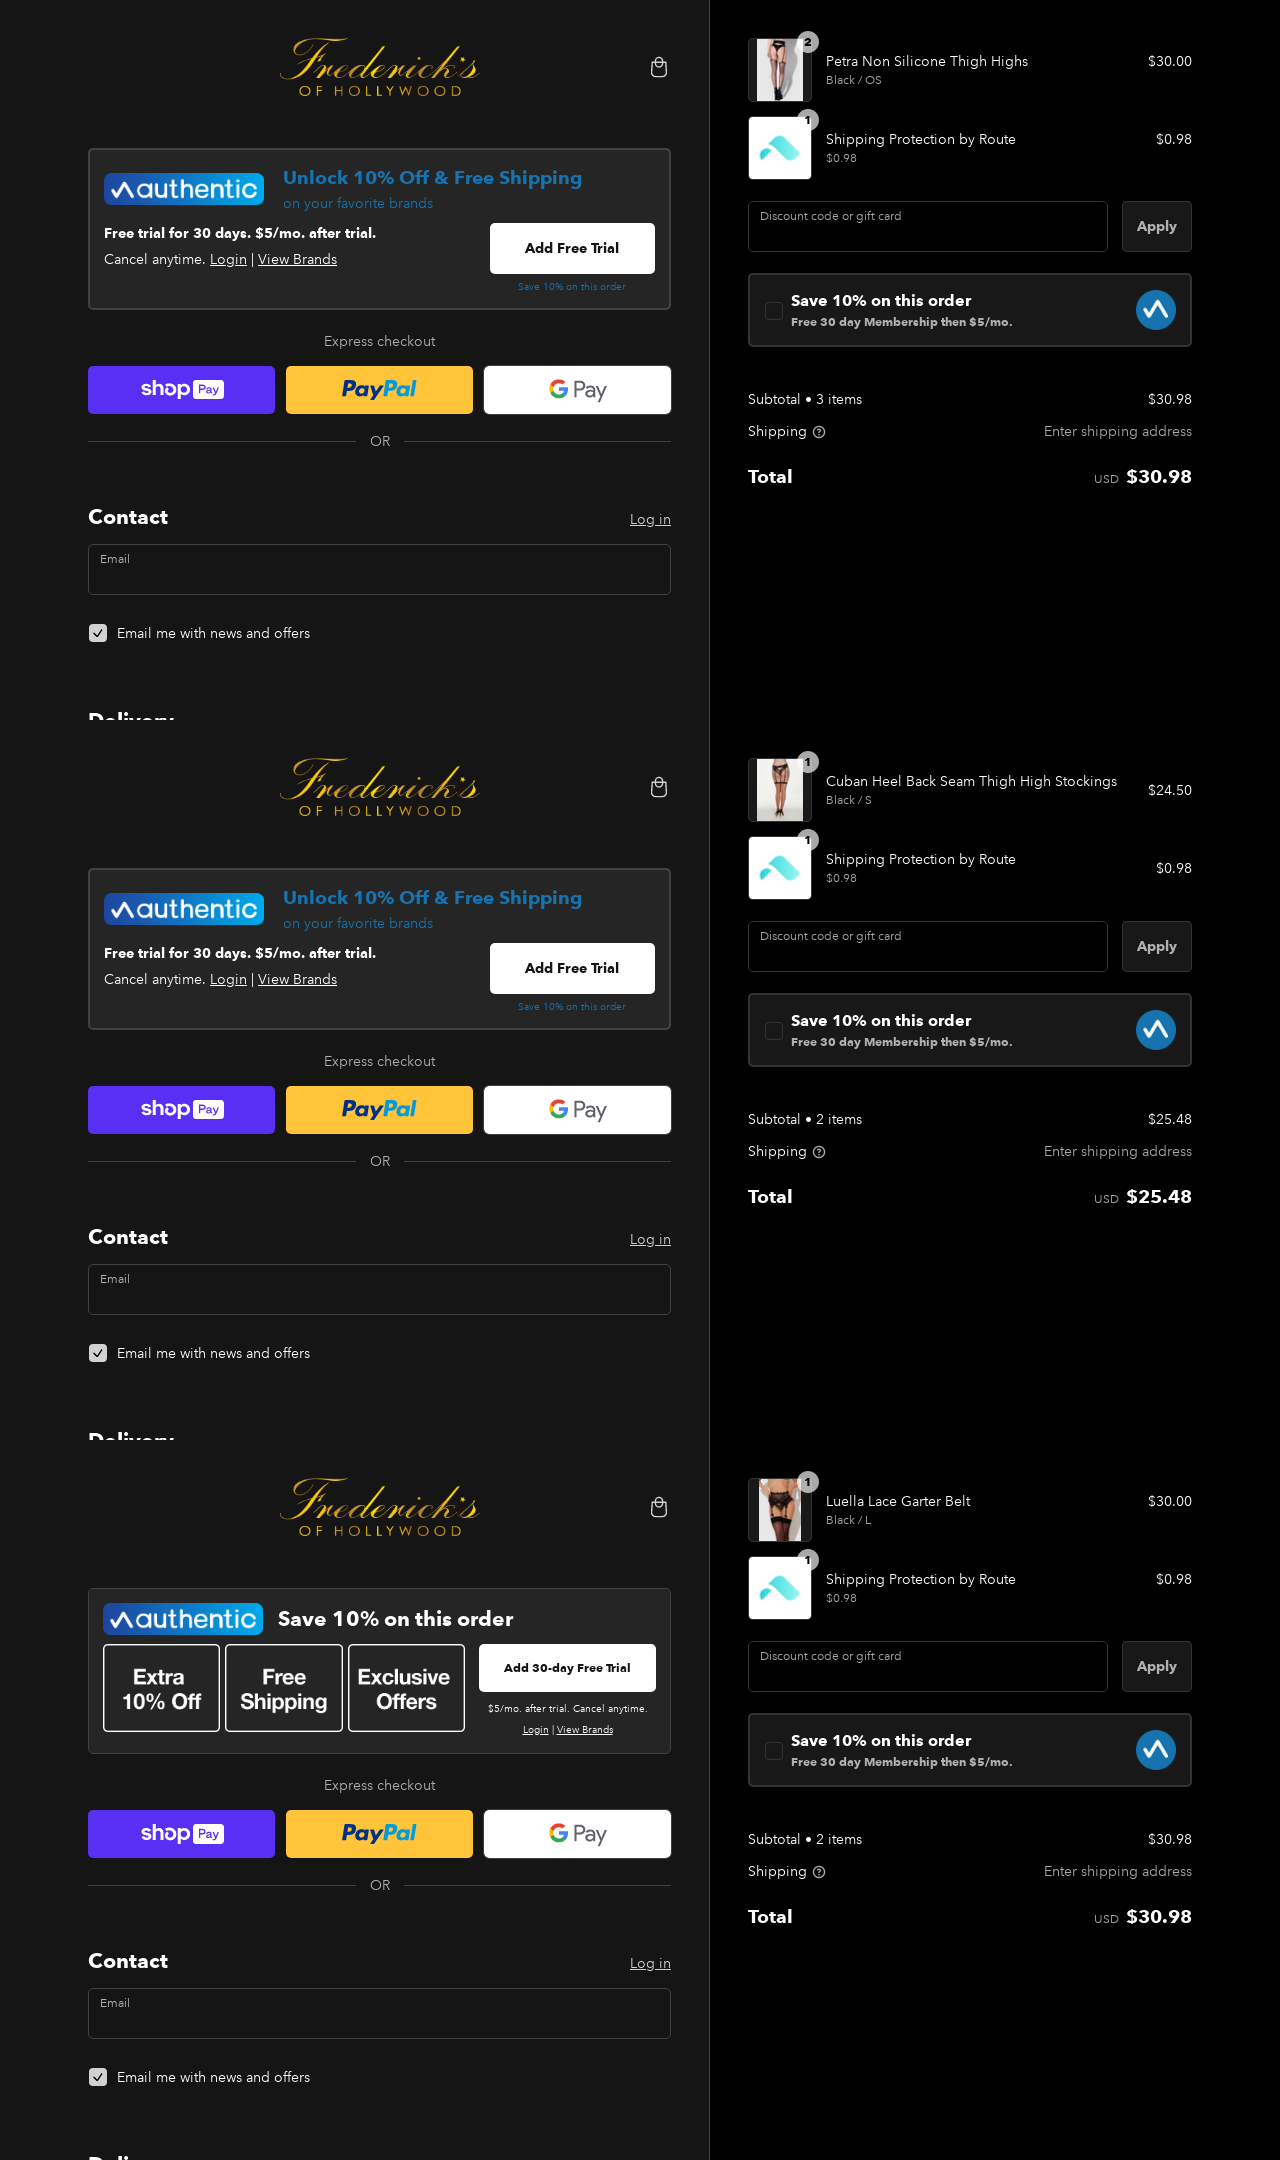 Frederick's
OF HOLLYWOOD
authentic
Unlock 10% Off & Free Shipping
on your favorite brands
Free trial for 30 days. $5/mo. after trial.
Cancel anytime. Login | View Brands
Add Free Trial
Save 10% on this order
Express checkout
shop Pay
PayPal
G Pay
OR
Contact
Log in
Email
Email me with news and offers
Delivery
2
Petra Non Silicone Thigh Highs
$30.00
Black / OS
1
Shipping Protection by Route
$0.98
$0.98
Discount code or gift card
Apply
Save 10% on this order
Free 30 day Membership then $5/mo.
Subtotal • 3 items
$30.98
Shipping
Enter shipping address
Total
USD $30.98
Frederick's
OF HOLLYWOOD
authentic
Unlock 10% Off & Free Shipping
on your favorite brands
Free trial for 30 days. $5/mo. after trial.
Cancel anytime. Login | View Brands
Add Free Trial
Save 10% on this order
Express checkout
shop Pay
PayPal
G Pay
OR
Contact
Log in
Email
Email me with news and offers
Delivery
1
Cuban Heel Back Seam Thigh High Stockings
$24.50
Black / S
1
Shipping Protection by Route
$0.98
$0.98
Discount code or gift card
Apply
Save 10% on this order
Free 30 day Membership then $5/mo.
Subtotal • 2 items
$25.48
Shipping
Enter shipping address
Total
USD $25.48
Frederick's
OF HOLLYWOOD
authentic
Save 10% on this order
Extra
10% Off
Free
Shipping
Exclusive
Offers
Add 30-day Free Trial
$5/mo. after trial. Cancel anytime.
Login | View Brands
Express checkout
shop Pay
PayPal
G Pay
OR
Contact
Log in
Email
Email me with news and offers
1
Luella Lace Garter Belt
$30.00
Black / L
1
Shipping Protection by Route
$0.98
$0.98
Discount code or gift card
Apply
Save 10% on this order
Free 30 day Membership then $5/mo.
Subtotal • 2 items
$30.98
Shipping
Enter shipping address
Total
USD $30.98